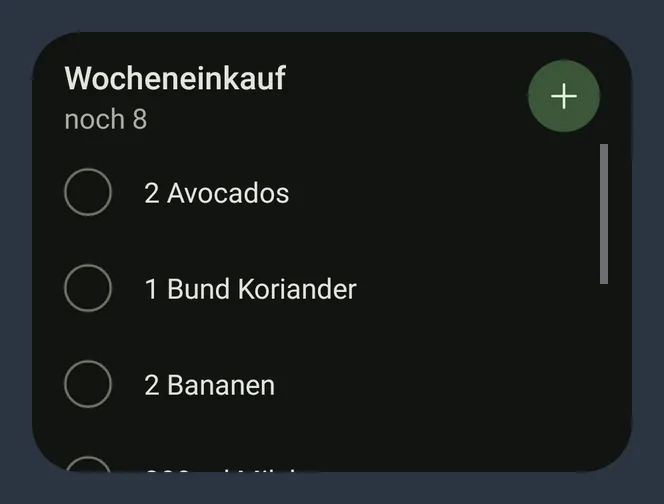 Wocheneinkauf
noch 8
2 Avocados
1 Bund Koriander
2 Bananen